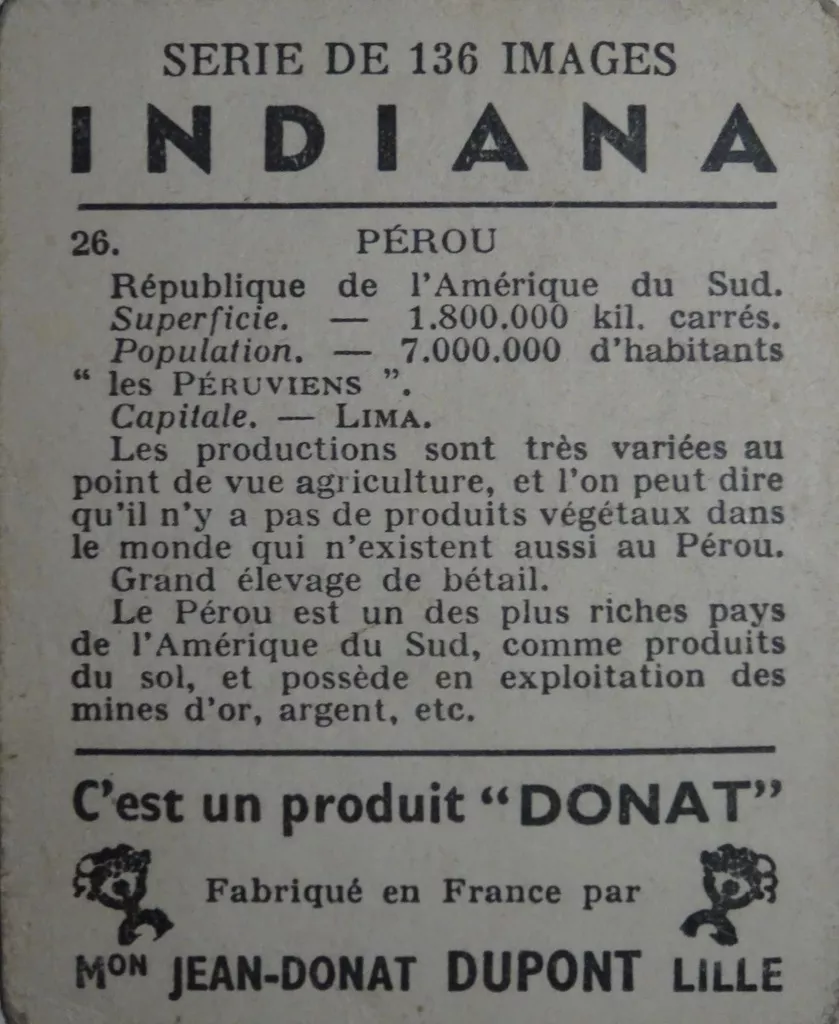 SERIE DE 136 IMAGES
INDIANA
26. PÉROU
République de l'Amérique du Sud.
Superficie. — 1.800.000 kil. carrés.
Population. — 7.000.000 d'habitants
“ les PÉRUVIENS ”.
Capitale. — LIMA.
Les productions sont très variées au
point de vue agriculture, et l'on peut dire
qu'il n'y a pas de produits végétaux dans
le monde qui n'existent aussi au Pérou.
Grand élevage de bétail.
Le Pérou est un des plus riches pays
de l'Amérique du Sud, comme produits
du sol, et possède en exploitation des
mines d'or, argent, etc.
C'est un produit “DONAT”
Fabriqué en France par
MON JEAN-DONAT DUPONT LILLE